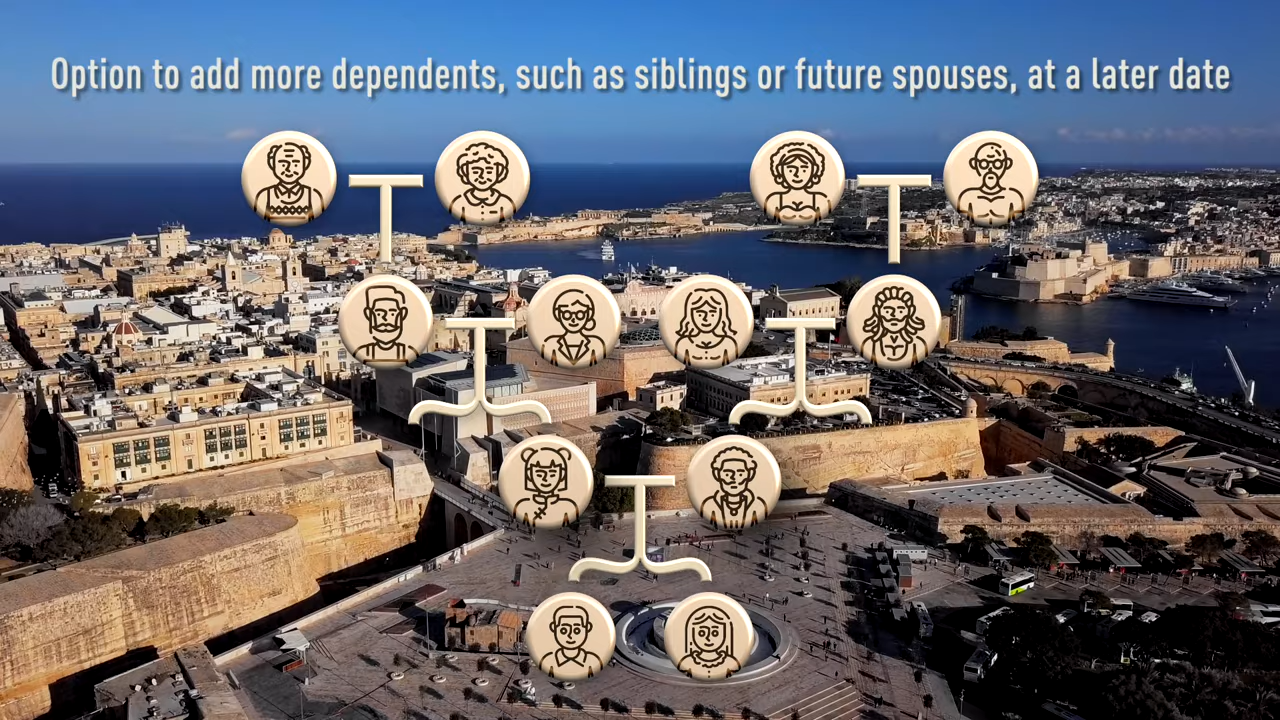 Option to add more dependents, such as siblings or future spouses, at a later date